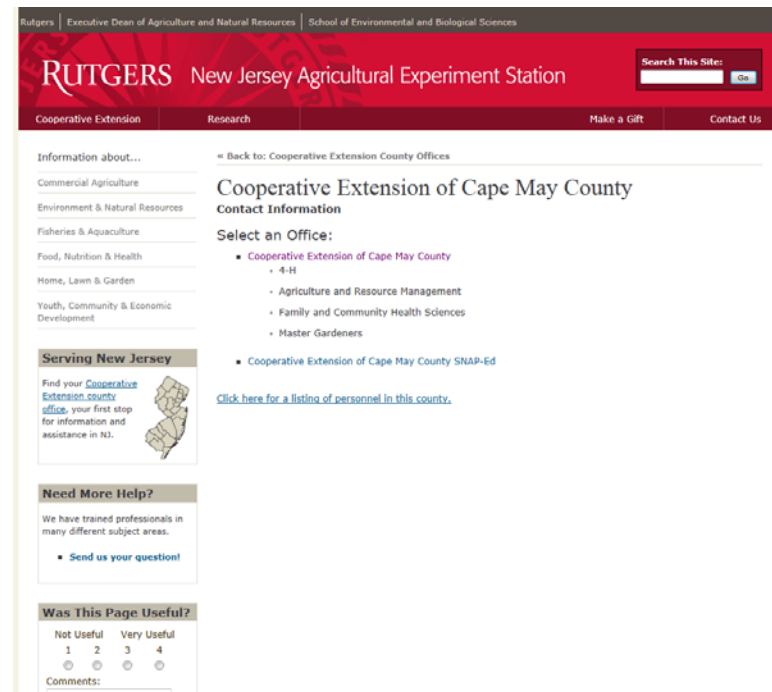 Rutgers | Executive Dean of Agriculture and Natural Resources | School of Environmental and Biological Sciences
RUTGERS New Jersey Agricultural Experiment Station
Search This Site:
Go
Cooperative Extension Research Make a Gift Contact Us
Information about...
Commercial Agriculture
Environment & Natural Resources
Fisheries & Aquaculture
Food, Nutrition & Health
Home, Lawn & Garden
Youth, Community & Economic
Development
Serving New Jersey
Find your Cooperative
Extension county
office, your first stop
for information and
assistance in NJ.
Need More Help?
We have trained professionals in
many different subject areas.
▪ Send us your question!
Was This Page Useful?
Not Useful Very Useful
1 2 3 4
Comments:
« Back to: Cooperative Extension County Offices
Cooperative Extension of Cape May County
Contact Information
Select an Office:
▪ Cooperative Extension of Cape May County
• 4-H
• Agriculture and Resource Management
• Family and Community Health Sciences
• Master Gardeners
▪ Cooperative Extension of Cape May County SNAP-Ed
Click here for a listing of personnel in this county.